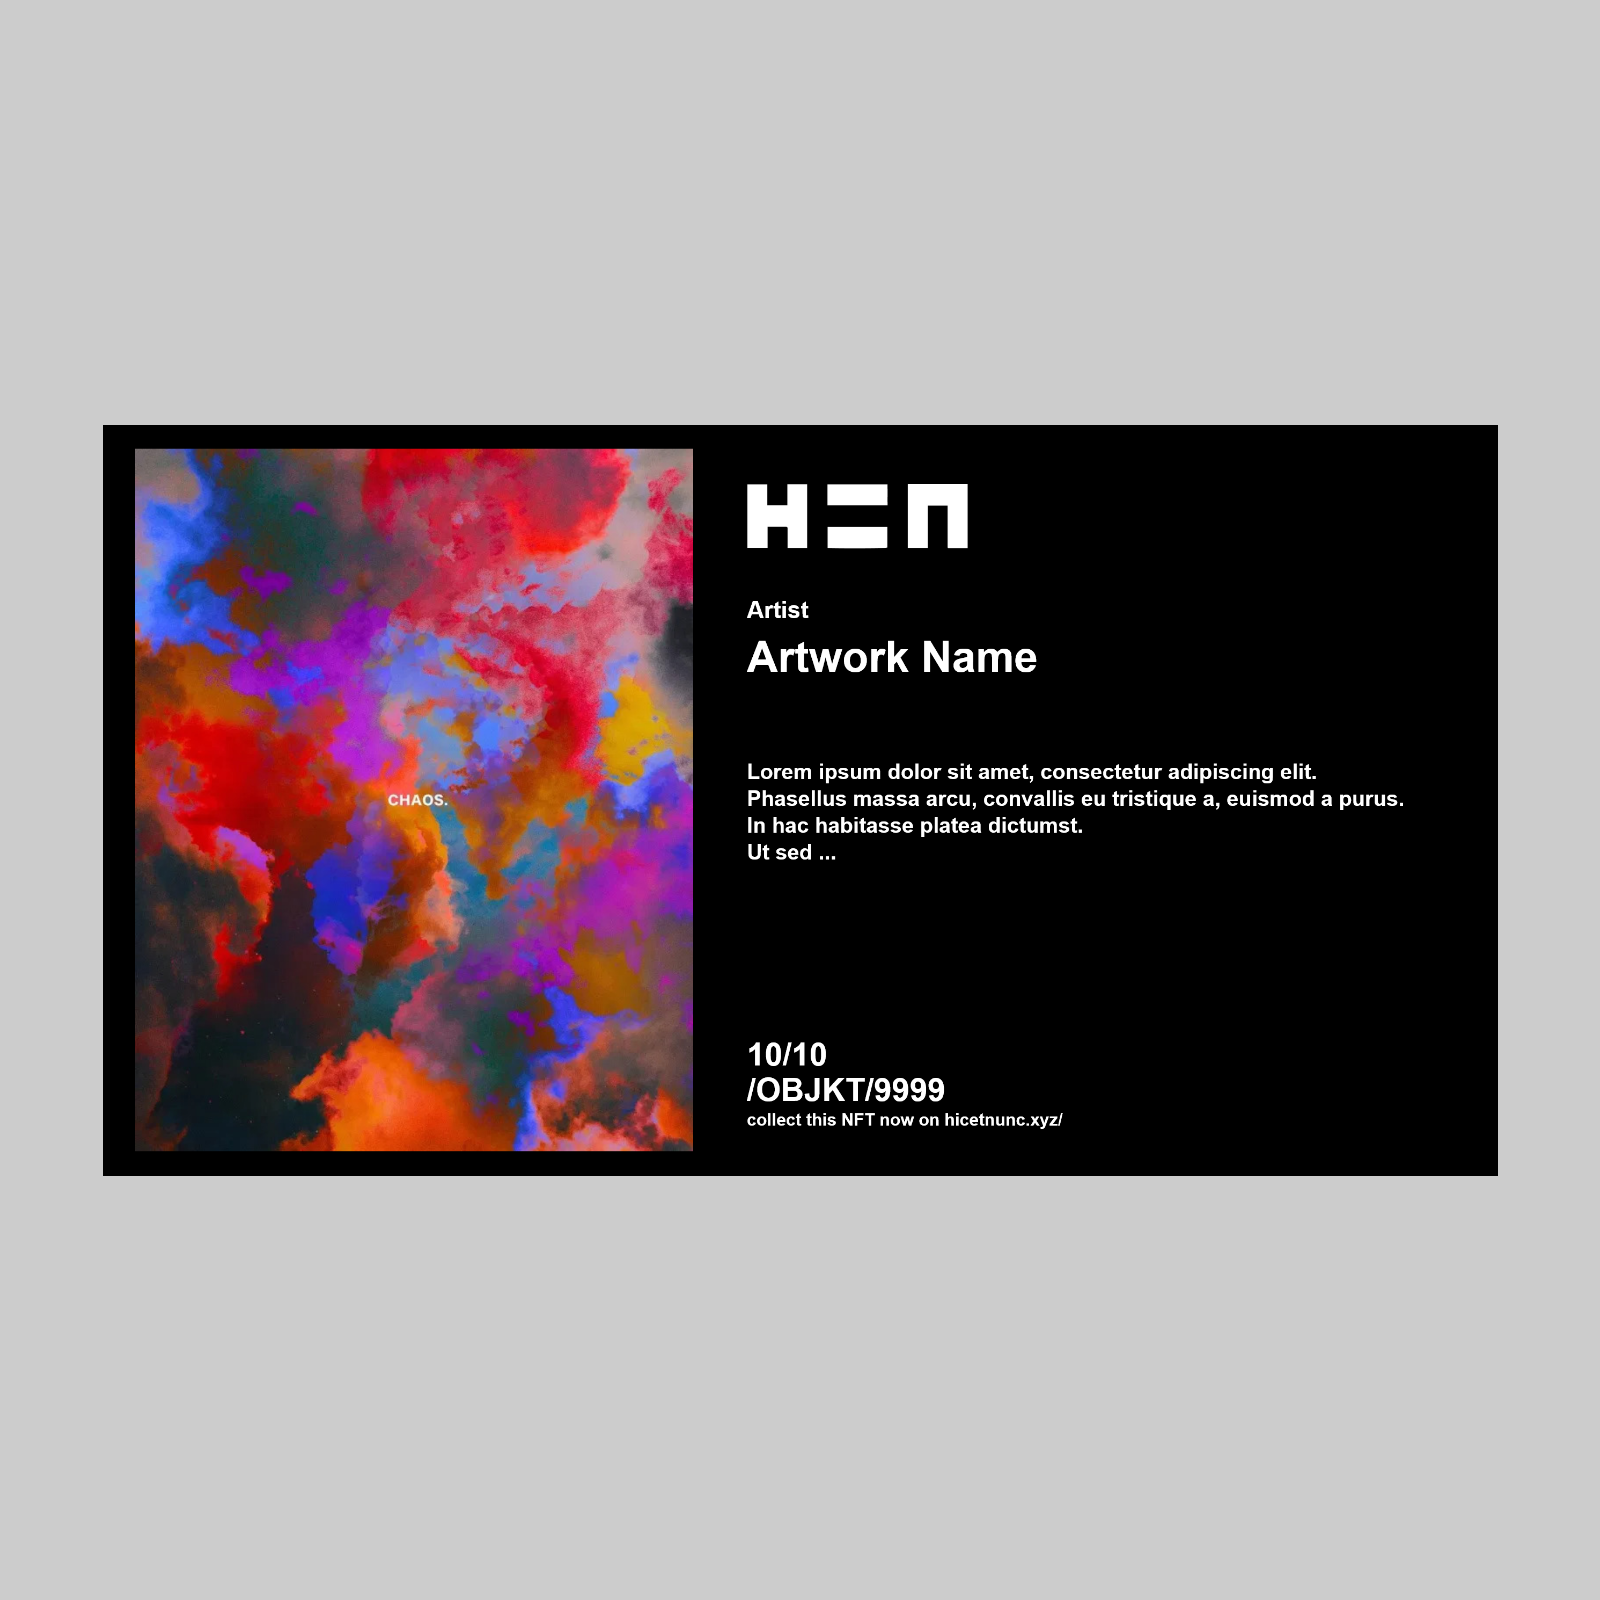 CHAOS.
HEN
Artist
Artwork Name
Lorem ipsum dolor sit amet, consectetur adipiscing elit.
Phasellus massa arcu, convallis eu tristique a, euismod a purus.
In hac habitasse platea dictumst.
Ut sed ...
10/10
/OBJKT/9999
collect this NFT now on hicetnunc.xyz/